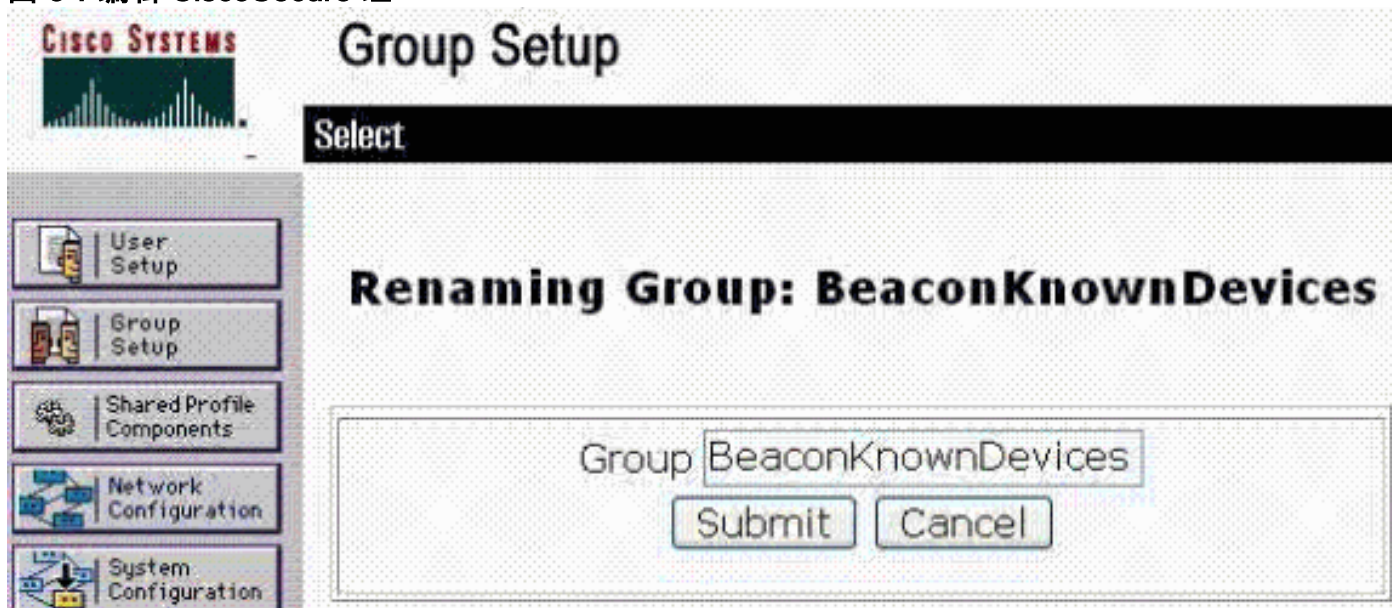 CISCO SYSTEMS
Group Setup
Select
User
Setup
Group
Setup
Shared Profile
Components
Network
Configuration
System
Configuration
Renaming Group: BeaconKnownDevices
Group BeaconKnownDevices
Submit Cancel